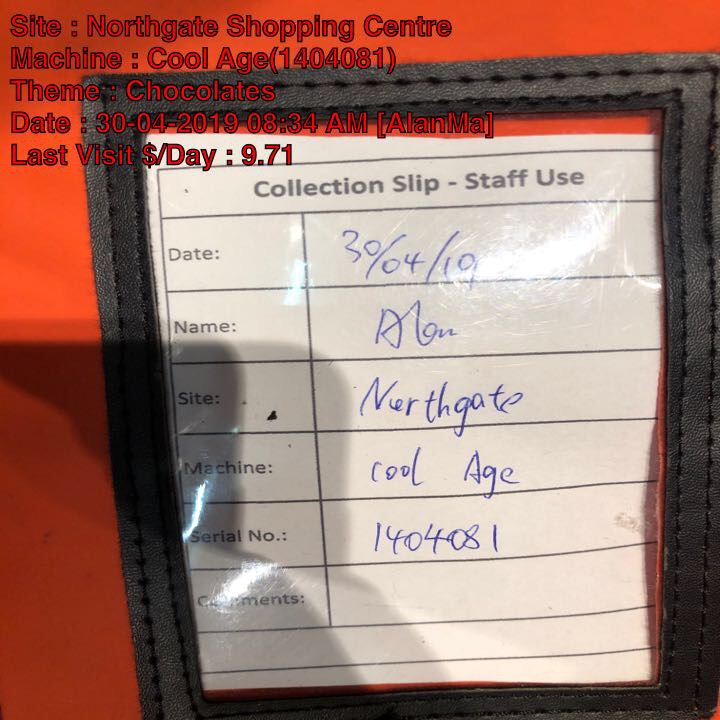 Site : Northgate Shopping Centre
Machine : Cool Age(1404081)
Theme : Chocolates
Date : 30-04-2019 08:34 AM [AlanMa]
Last Visit $/Day : 9.71
Collection Slip - Staff Use
Date: 30/04/19
Name: Alan
Site: Northgate
Machine: Cool Age
Serial No.: 1404081
Comments: